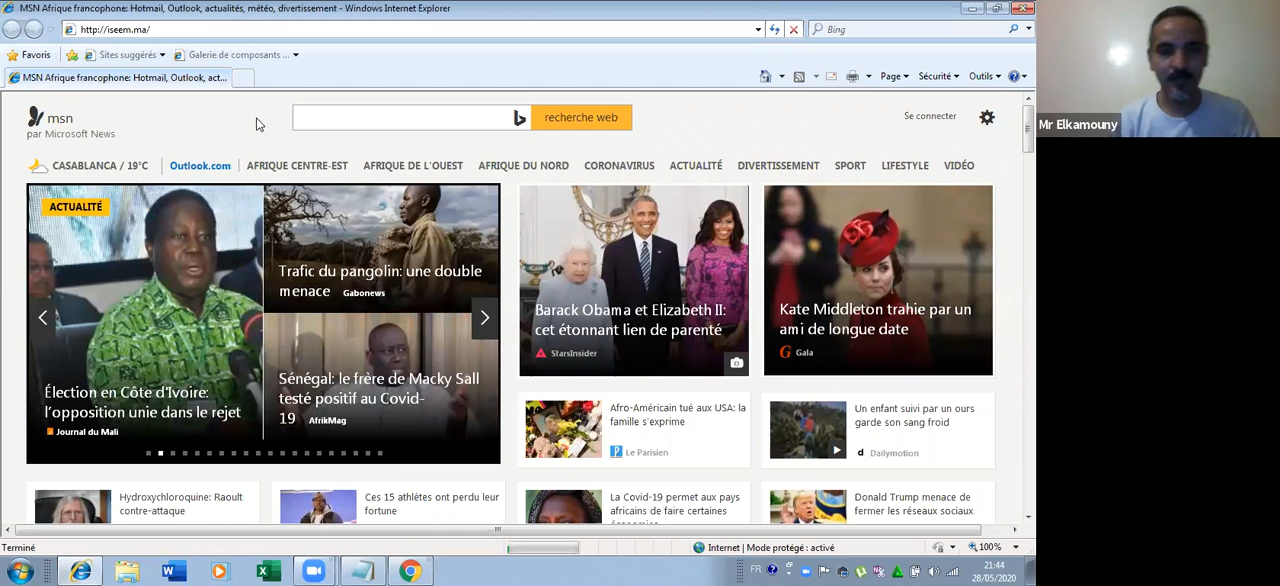 MSN Afrique francophone: Hotmail, Outlook, actualités, météo, divertissement - Windows Internet Explorer
http://iseem.ma/
Bing
Favoris
Sites suggérés
Galerie de composants ...
MSN Afrique francophone: Hotmail, Outlook, act...
Page
Sécurité
Outils
msn
par Microsoft News
recherche web
Se connecter
CASABLANCA / 19°C
Outlook.com
AFRIQUE CENTRE-EST
AFRIQUE DE L'OUEST
AFRIQUE DU NORD
CORONAVIRUS
ACTUALITÉ
DIVERTISSEMENT
SPORT
LIFESTYLE
VIDÉO
ACTUALITÉ
Élection en Côte d'Ivoire:
l'opposition unie dans le rejet
Journal du Mali
Trafic du pangolin: une double
menace Gabonews
Sénégal: le frère de Macky Sall
testé positif au Covid-
19 AfrikMag
Barack Obama et Elizabeth II:
cet étonnant lien de parenté
StarsInsider
Kate Middleton trahie par un
ami de longue date
G Gala
Afro-Américain tué aux USA: la
famille s'exprime
Le Parisien
Un enfant suivi par un ours
garde son sang froid
d Dailymotion
Hydroxychloroquine: Raoult
contre-attaque
Ces 15 athlètes ont perdu leur
fortune
La Covid-19 permet aux pays
africains de faire certaines
Donald Trump menace de
fermer les réseaux sociaux
Terminé
Internet | Mode protégé : activé
100%
FR
21:44
28/05/2020
Mr Elkamouny